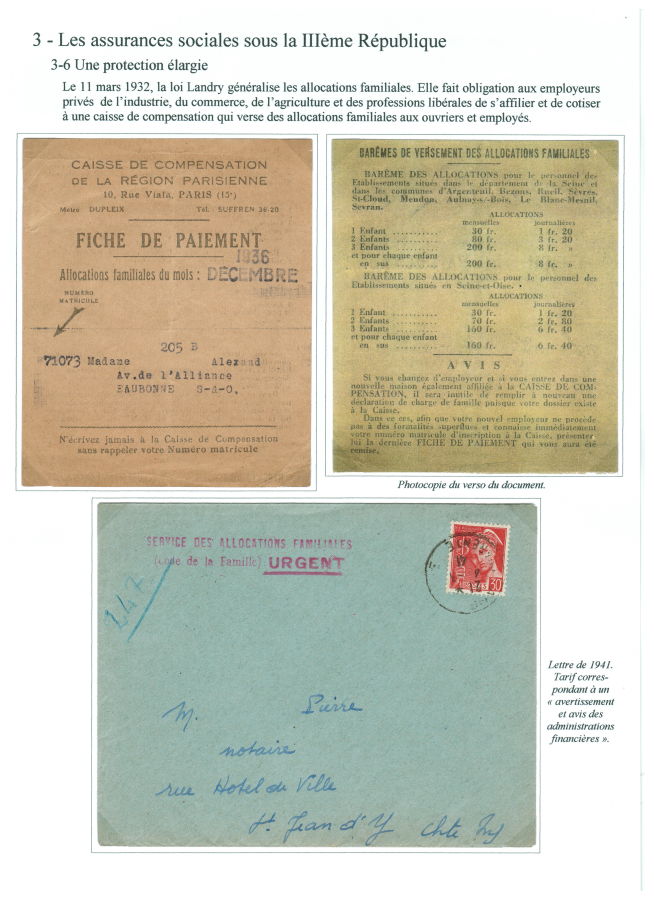 3 - Les assurances sociales sous la IIIème République
3-6 Une protection élargie
Le 11 mars 1932, la loi Landry généralise les allocations familiales. Elle fait obligation aux employeurs
privés de l'industrie, du commerce, de l'agriculture et des professions libérales de s'affilier et de cotiser
à une caisse de compensation qui verse des allocations familiales aux ouvriers et employés.
CAISSE DE COMPENSATION
DE LA RÉGION PARISIENNE
10, Rue Viala, PARIS (15e)
Métro DUPLEIX Tél. SUFFREN 36-20
FICHE DE PAIEMENT
1936
Allocations familiales du mois : DÉCEMBRE
NUMÉRO
MATRICULE
205 B
71073 Madame Alexand
Av.de l'Alliance
EAUBONNE S-&-O,
N'écrivez jamais à la Caisse de Compensation
sans rappeler votre Numéro matricule
BARÈMES DE VERSEMENT DES ALLOCATIONS FAMILIALES
BARÈME DES ALLOCATIONS pour le personnel des
Etablissements situés dans le département de la Seine et
dans les communes d'Argenteuil, Bezons, Rueil, Sèvres,
St-Cloud, Meudon, Aulnay-s/-Bois, Le Blanc-Mesnil,
Sevran.
ALLOCATIONS
mensuelles journalières
1 Enfant .......... 30 fr. 1 fr. 20
2 Enfants .......... 80 fr. 3 fr. 20
3 Enfants .......... 200 fr. 8 fr. »
et pour chaque enfant
en sus .......... 200 fr. 8 fr. »
BARÈME DES ALLOCATIONS pour le personnel des
Etablissements situés en Seine-et-Oise.
ALLOCATIONS
mensuelles journalières
1 Enfant .......... 30 fr. 1 fr. 20
2 Enfants .......... 70 fr. 2 fr. 80
3 Enfants .......... 160 fr. 6 fr. 40
et pour chaque enfant
en sus .......... 160 fr. 6 fr. 40
AVIS
Si vous changez d'employeur et si vous entrez dans une
nouvelle maison également affiliée à la CAISSE DE COM-
PENSATION, il sera inutile de remplir à nouveau une
déclaration de charge de famille puisque votre dossier existe
à la Caisse.
Dans ce cas, afin que votre nouvel employeur ne procède
pas à des formalités superflues et connaisse immédiatement
votre numéro matricule d'inscription à la Caisse, présentez
lui la dernière FICHE DE PAIEMENT qui vous aura été
remise.
Photocopie du verso du document.
SERVICE DES ALLOCATIONS FAMILIALES
(Code de la Famille) URGENT
247
30
M. Pierre
notaire
rue Hotel de Ville
St Jean d'Y Chte Inf
Lettre de 1941.
Tarif corres-
pondant à un
« avertissement
et avis des
administrations
financières ».